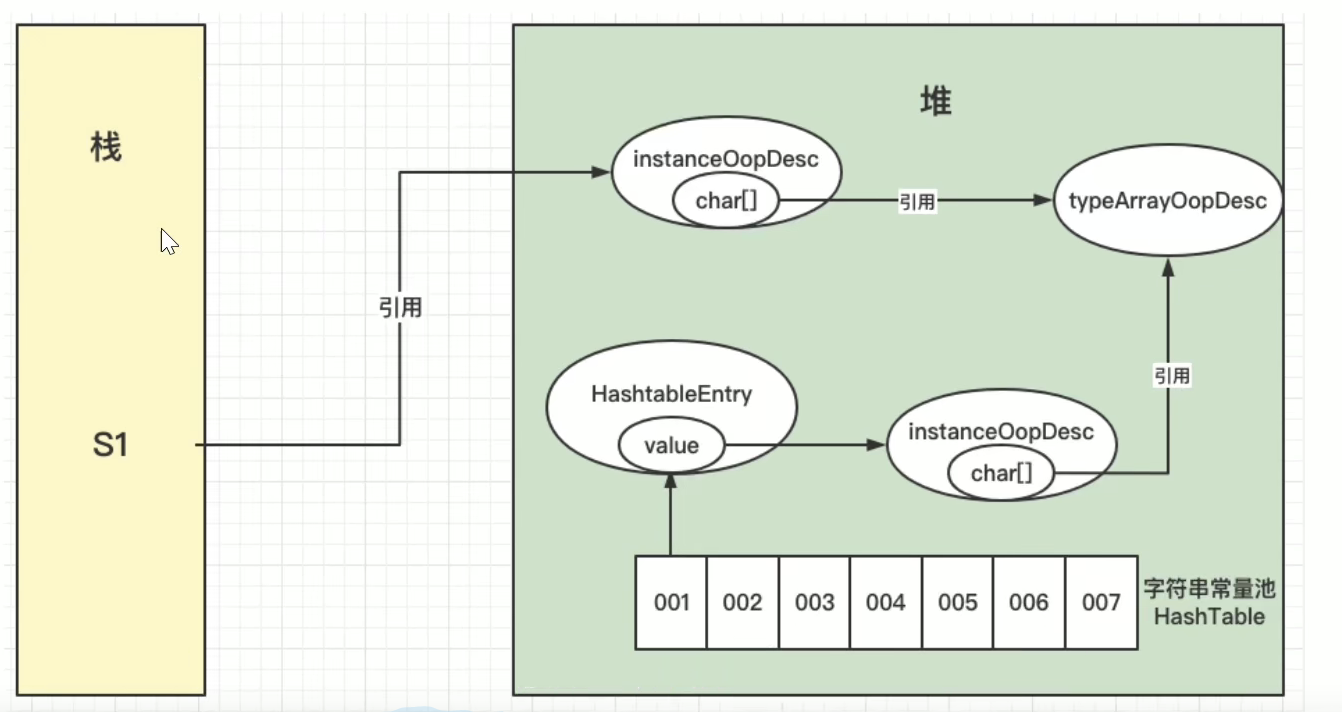 栈
堆
instanceOopDesc
char[]
引用
typeArrayOopDesc
引用
引用
HashtableEntry
value
instanceOopDesc
char[]
S1
001 002 003 004 005 006 007
字符串常量池
HashTable